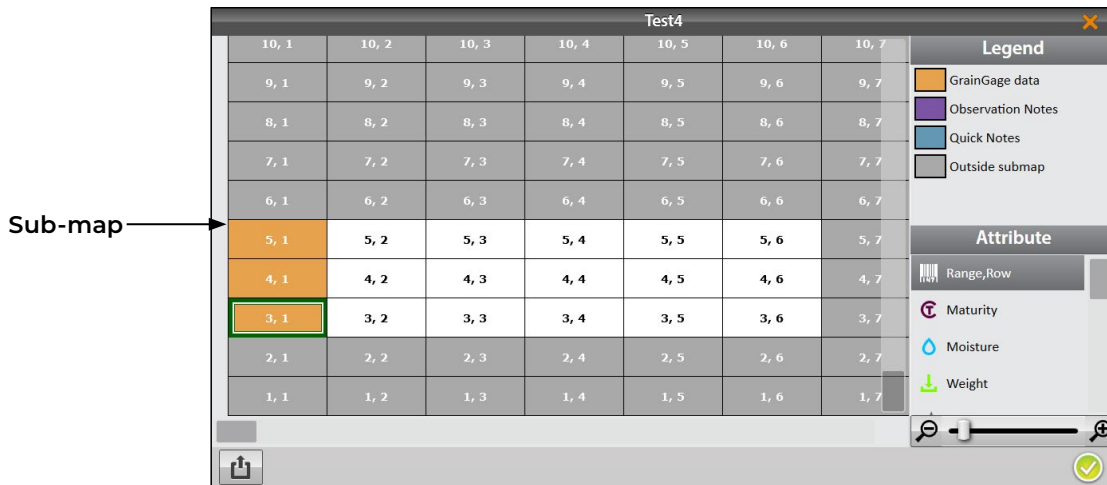 Test4
10, 1 10, 2 10, 3 10, 4 10, 5 10, 6 10, 7
9, 1 9, 2 9, 3 9, 4 9, 5 9, 6 9, 7
8, 1 8, 2 8, 3 8, 4 8, 5 8, 6 8, 7
7, 1 7, 2 7, 3 7, 4 7, 5 7, 6 7, 7
6, 1 6, 2 6, 3 6, 4 6, 5 6, 6 6, 7
5, 1 5, 2 5, 3 5, 4 5, 5 5, 6 5, 7
4, 1 4, 2 4, 3 4, 4 4, 5 4, 6 4, 7
3, 1 3, 2 3, 3 3, 4 3, 5 3, 6 3, 7
2, 1 2, 2 2, 3 2, 4 2, 5 2, 6 2, 7
1, 1 1, 2 1, 3 1, 4 1, 5 1, 6 1, 7
Sub-map
Legend
GrainGage data
Observation Notes
Quick Notes
Outside submap
Attribute
Range,Row
Maturity
Moisture
Weight